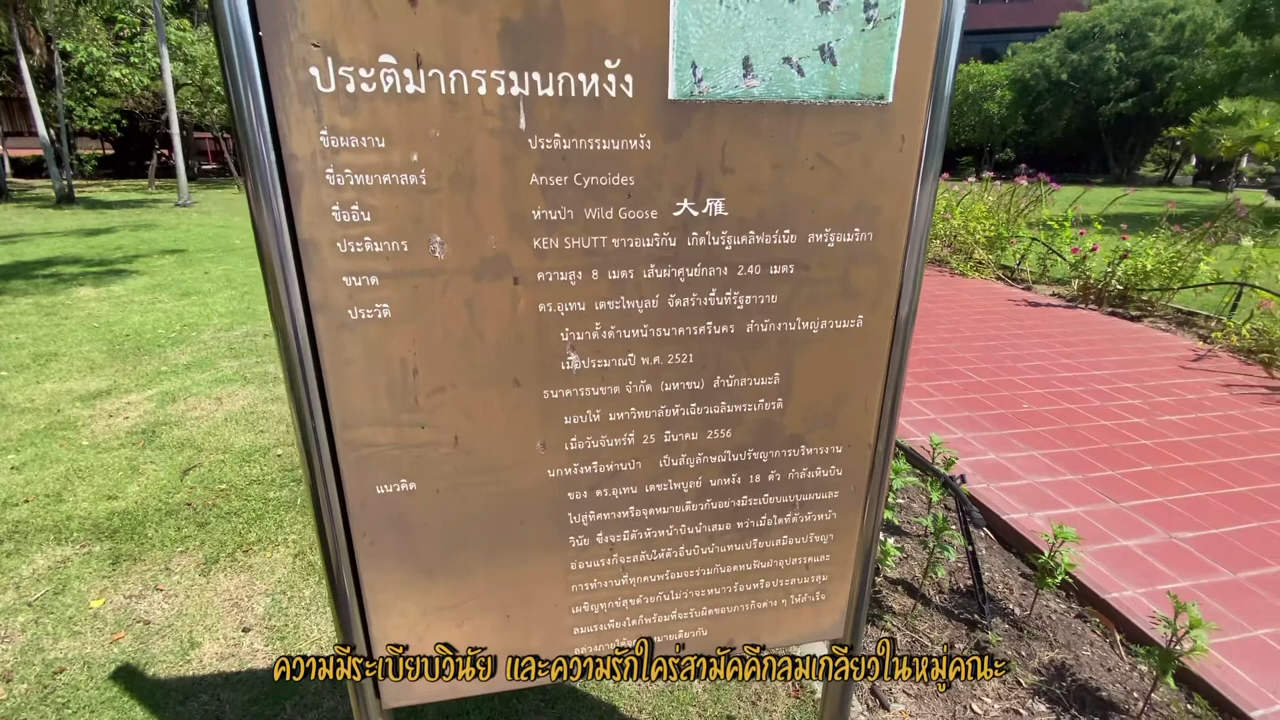 ประติมากรรมนกหงัง
ชื่อผลงาน ประติมากรรมนกหงัง
ชื่อวิทยาศาสตร์ Anser Cynoides
ชื่ออื่น ห่านป่า Wild Goose 大雁
ประติมากร KEN SHUTT ชาวอเมริกัน เกิดในรัฐแคลิฟอร์เนีย สหรัฐอเมริกา
ขนาด ความสูง 8 เมตร เส้นผ่าศูนย์กลาง 2.40 เมตร
ประวัติ ดร.อุเทน เตชะไพบูลย์ จัดสร้างขึ้นที่รัฐฮาวาย
นำมาตั้งด้านหน้าธนาคารศรีนคร สำนักงานใหญ่สวนมะลิ
เมื่อประมาณปี พ.ศ. 2521
ธนาคารธนชาต จำกัด (มหาชน) สำนักสวนมะลิ
มอบให้ มหาวิทยาลัยหัวเฉียวเฉลิมพระเกียรติ
เมื่อวันจันทร์ที่ 25 มีนาคม 2556
แนวคิด นกหงังหรือห่านป่า เป็นสัญลักษณ์ในปรัชญาการบริหารงาน
ของ ดร.อุเทน เตชะไพบูลย์ นกหงัง 18 ตัว กำลังเหินบิน
ไปสู่ทิศทางหรือจุดหมายเดียวกันอย่างมีระเบียบแบบแผนและ
วินัย ซึ่งจะมีตัวหัวหน้าบินนำเสมอ ทว่าเมื่อใดที่ตัวหัวหน้า
อ่อนแรงก็จะสลับให้ตัวอื่นบินนำแทนเปรียบเสมือนปรัชญา
การทำงานที่ทุกคนพร้อมจะร่วมกันอดทนฟันฝ่าอุปสรรคและ
เผชิญทุกข์สุขด้วยกันไม่ว่าจะหนาวร้อนหรือประสบมรสุม
ลมแรงเพียงใดก็พร้อมที่จะรับผิดชอบภารกิจต่าง ๆ ให้สำเร็จ
ลุล่วงภายใต้จุดหมายเดียวกัน
ความมีระเบียบวินัย และความรักใคร่สามัคคีกลมเกลียวในหมู่คณะ